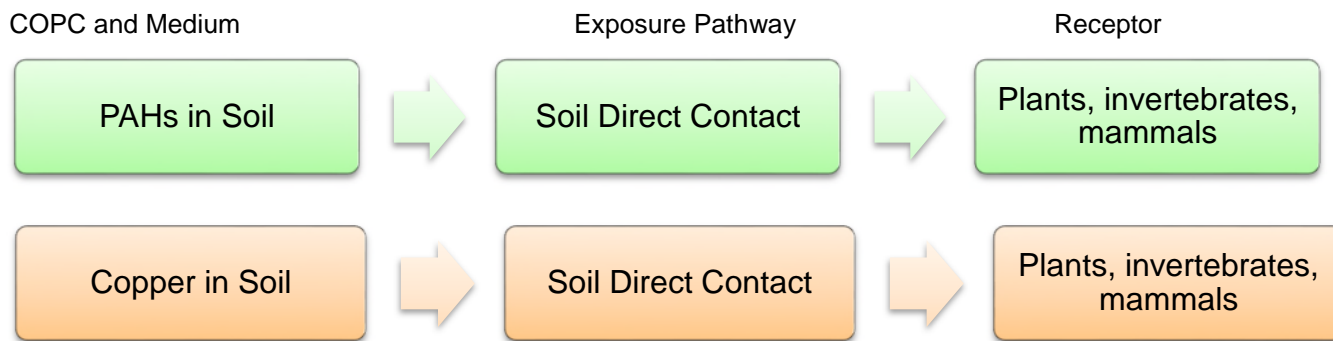 COPC and Medium Exposure Pathway Receptor
PAHs in Soil
Soil Direct Contact
Plants, invertebrates,
mammals
Copper in Soil
Soil Direct Contact
Plants, invertebrates,
mammals